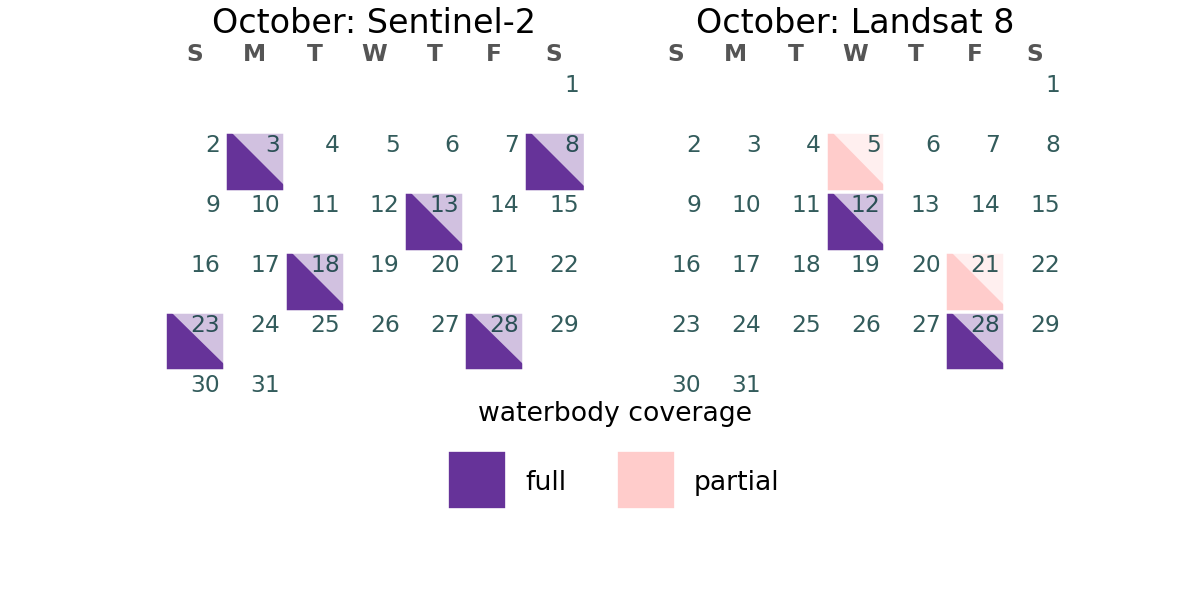 October: Sentinel-2
S M T W T F S
1
2 3 4 5 6 7 8
9 10 11 12 13 14 15
16 17 18 19 20 21 22
23 24 25 26 27 28 29
30 31
October: Landsat 8
S M T W T F S
1
2 3 4 5 6 7 8
9 10 11 12 13 14 15
16 17 18 19 20 21 22
23 24 25 26 27 28 29
30 31
waterbody coverage
full
partial